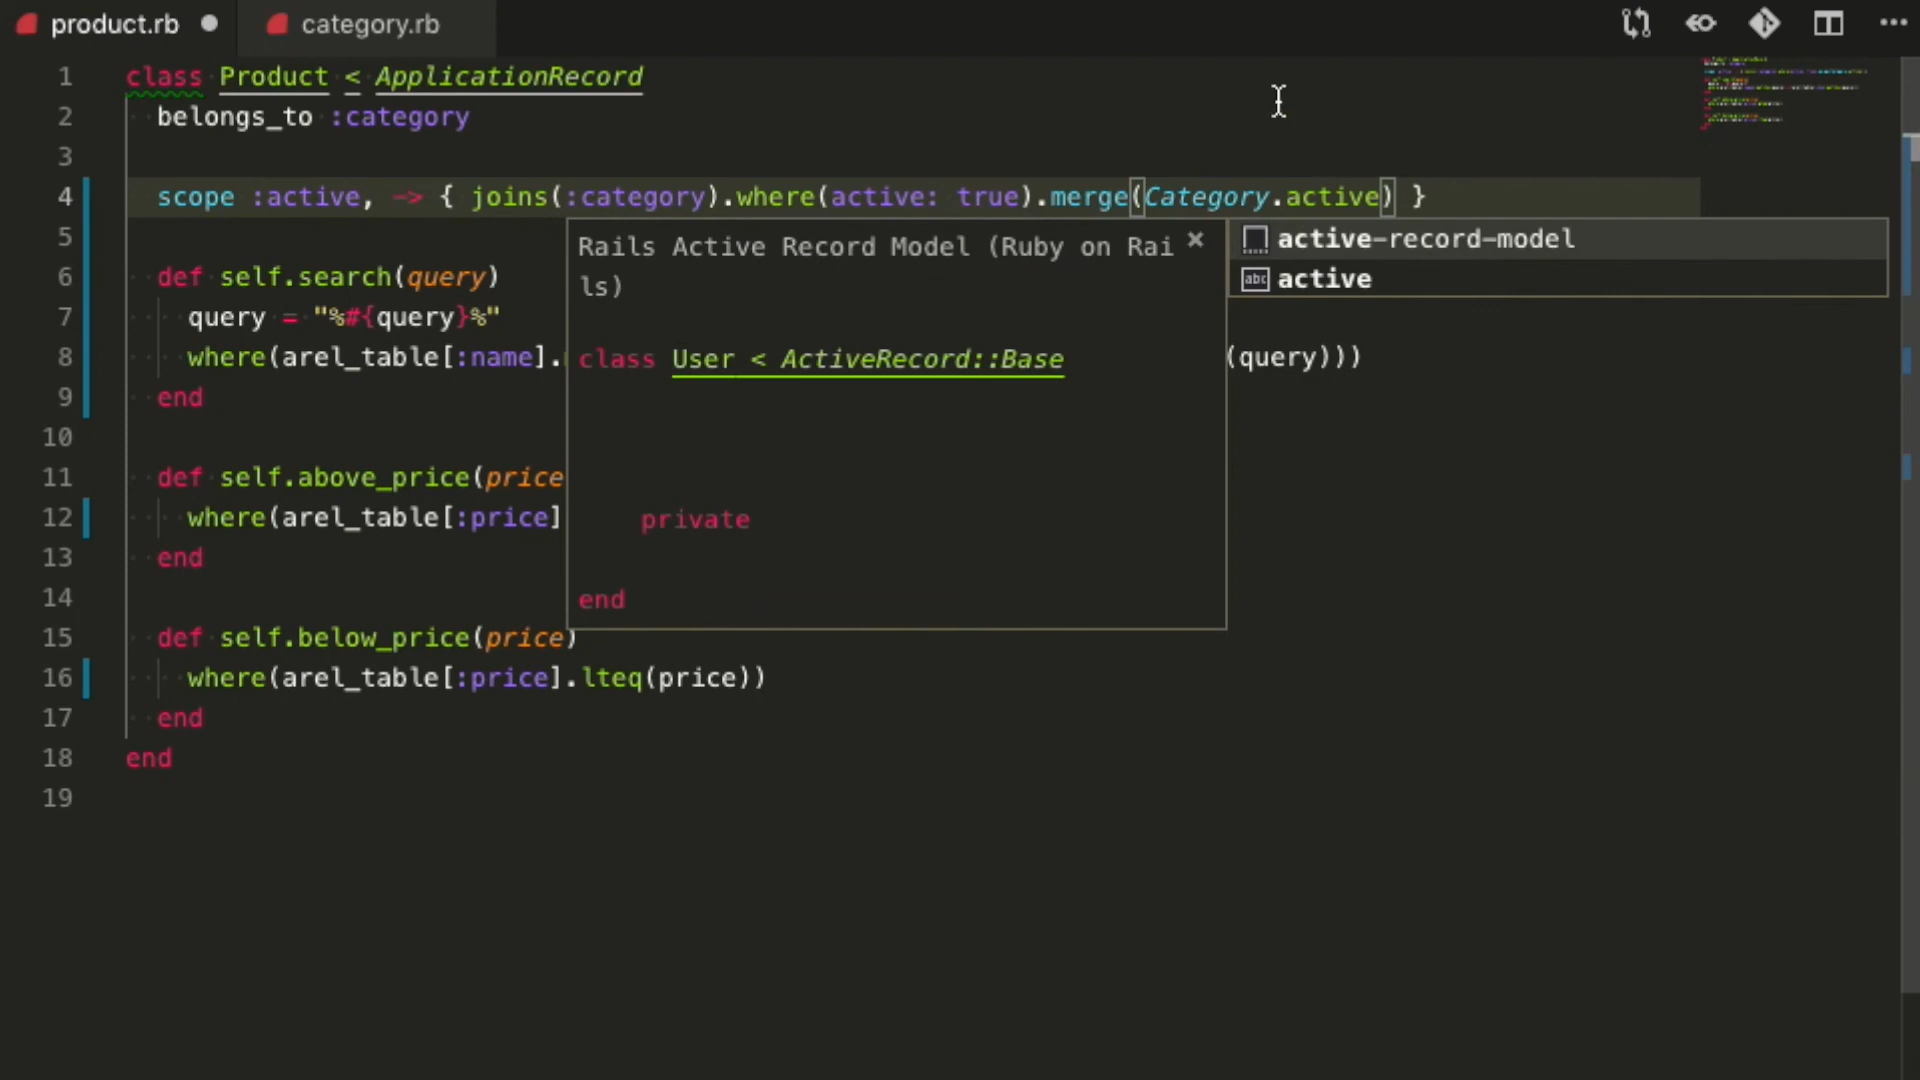 product.rb
category.rb
1 class Product < ApplicationRecord
2 belongs_to :category
3
4 scope :active, -> { joins(:category).where(active: true).merge(Category.active) }
5
6 def self.search(query)
7 query = "%#{query}%"
8 where(arel_table[:name]. (query)))
9 end
10
11 def self.above_price(price
12 where(arel_table[:price]
13 end
14
15 def self.below_price(price)
16 where(arel_table[:price].lteq(price))
17 end
18 end
19
Rails Active Record Model (Ruby on Rai
ls)
class User < ActiveRecord::Base
private
end
active-record-model
abc active